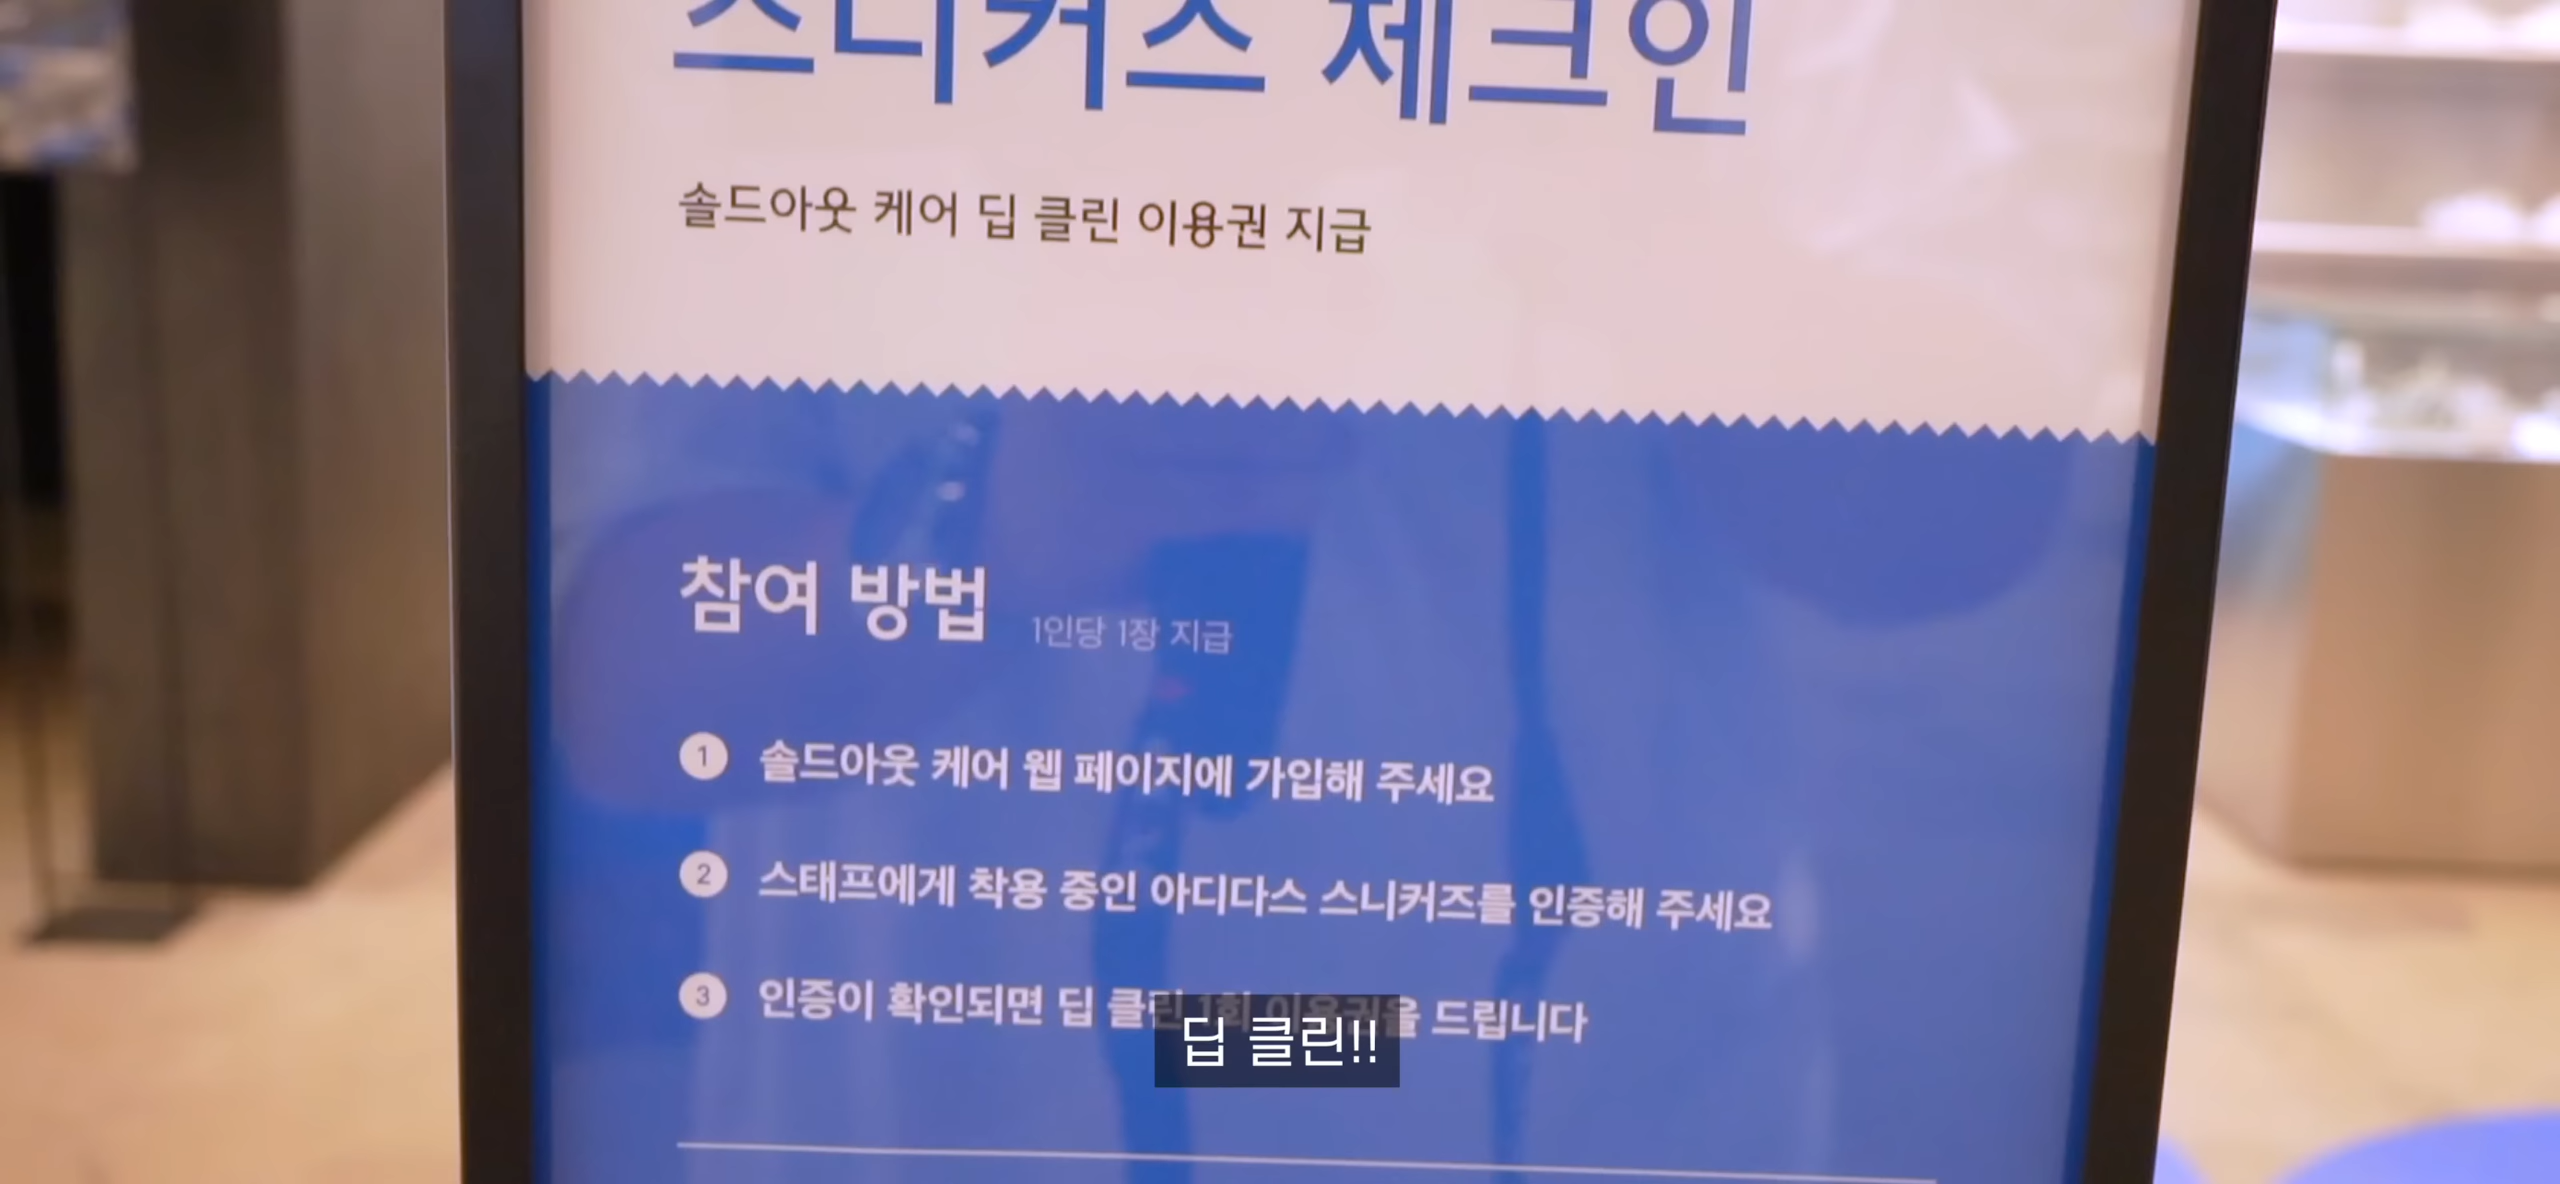 스니커즈 체크인
솔드아웃 케어 딥 클린 이용권 지급
참여 방법 1인당 1장 지급
1 솔드아웃 케어 웹 페이지에 가입해 주세요
2 스태프에게 착용 중인 아디다스 스니커즈를 인증해 주세요
3 인증이 확인되면 딥 클린 1회 이용권을 드립니다
딥 클린!!